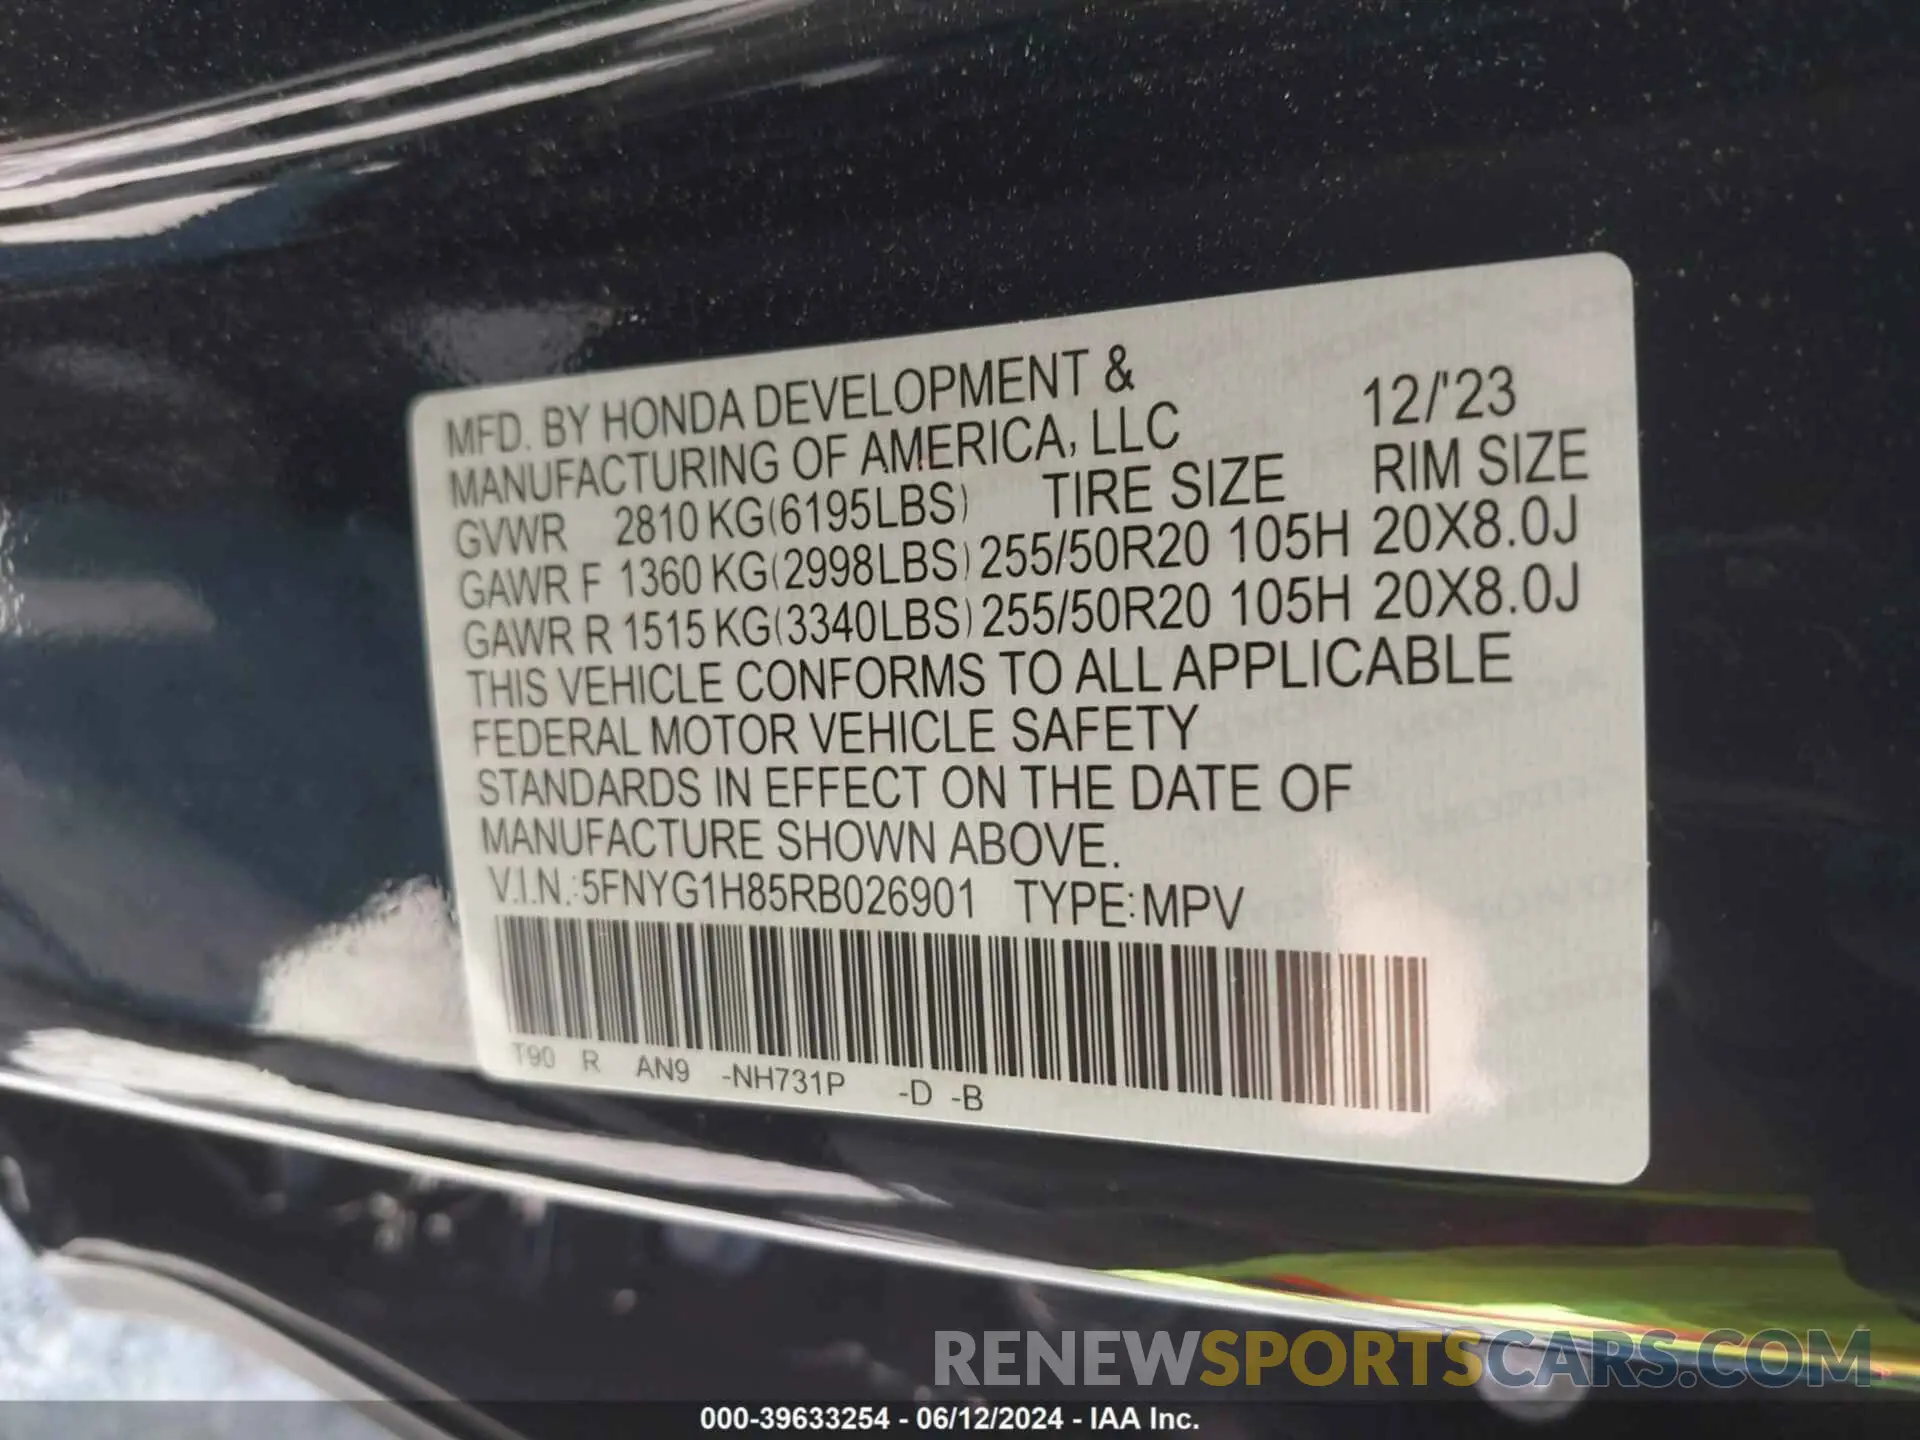 MFD. BY HONDA DEVELOPMENT &
MANUFACTURING OF AMERICA, LLC 12/'23
GVWR 2810 KG(6195LBS) TIRE SIZE RIM SIZE
GAWR F 1360 KG(2998LBS) 255/50R20 105H 20X8.0J
GAWR R 1515 KG(3340LBS) 255/50R20 105H 20X8.0J
THIS VEHICLE CONFORMS TO ALL APPLICABLE
FEDERAL MOTOR VEHICLE SAFETY
STANDARDS IN EFFECT ON THE DATE OF
MANUFACTURE SHOWN ABOVE.
V.I.N.:5FNYG1H85RB026901 TYPE:MPV
T90 R AN9 -NH731P -D -B
RENEWSPORTSCARS.COM
000-39633254 - 06/12/2024 - IAA Inc.